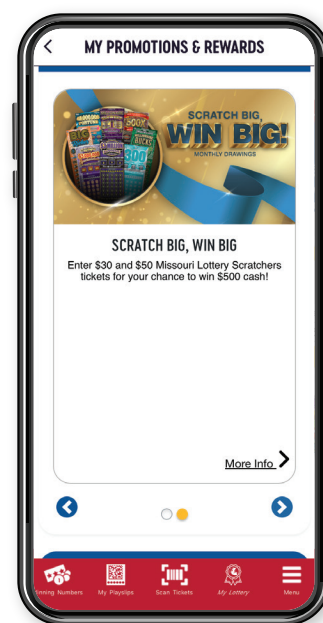 MY PROMOTIONS & REWARDS
SCRATCH BIG,
WIN BIG!
MONTHLY DRAWINGS
300
SCRATCH BIG, WIN BIG
Enter $30 and $50 Missouri Lottery Scratchers
tickets for your chance to win $500 cash!
More Info
inning Numbers
My Playslips
Scan Tickets
My Lottery
Menu